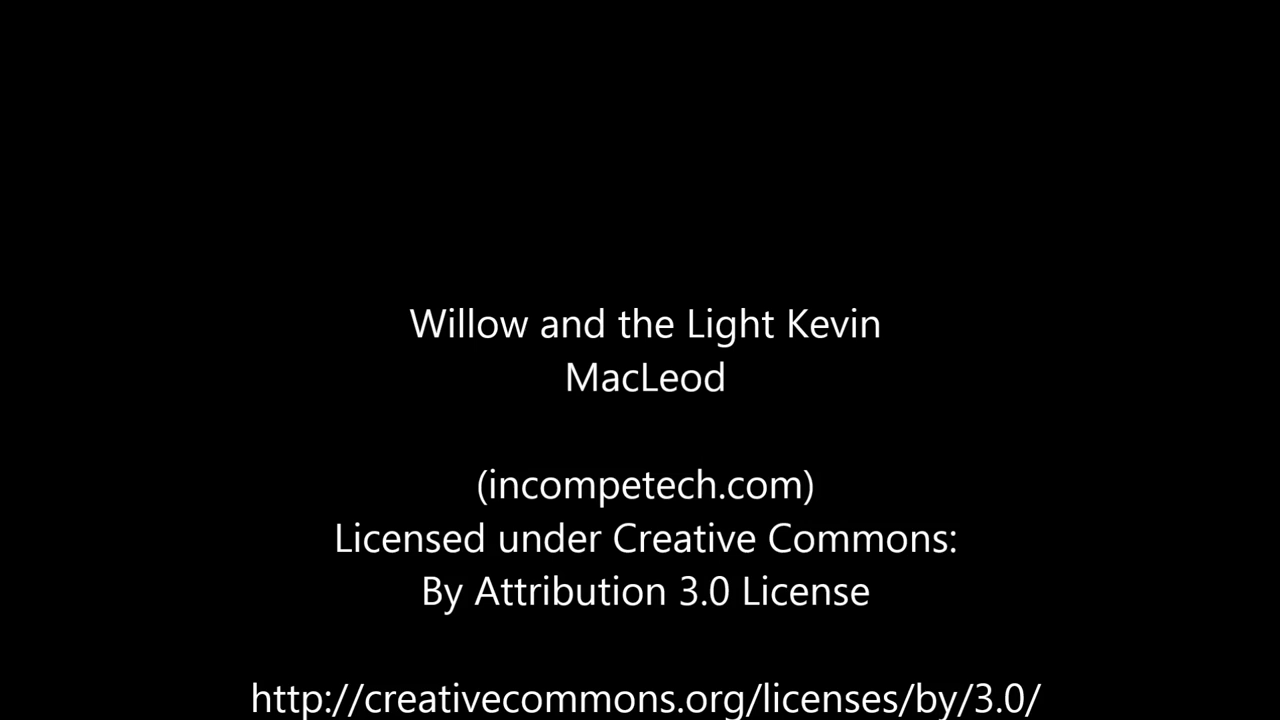 Willow and the Light Kevin
MacLeod
(incompetech.com)
Licensed under Creative Commons:
By Attribution 3.0 License
http://creativecommons.org/licenses/by/3.0/